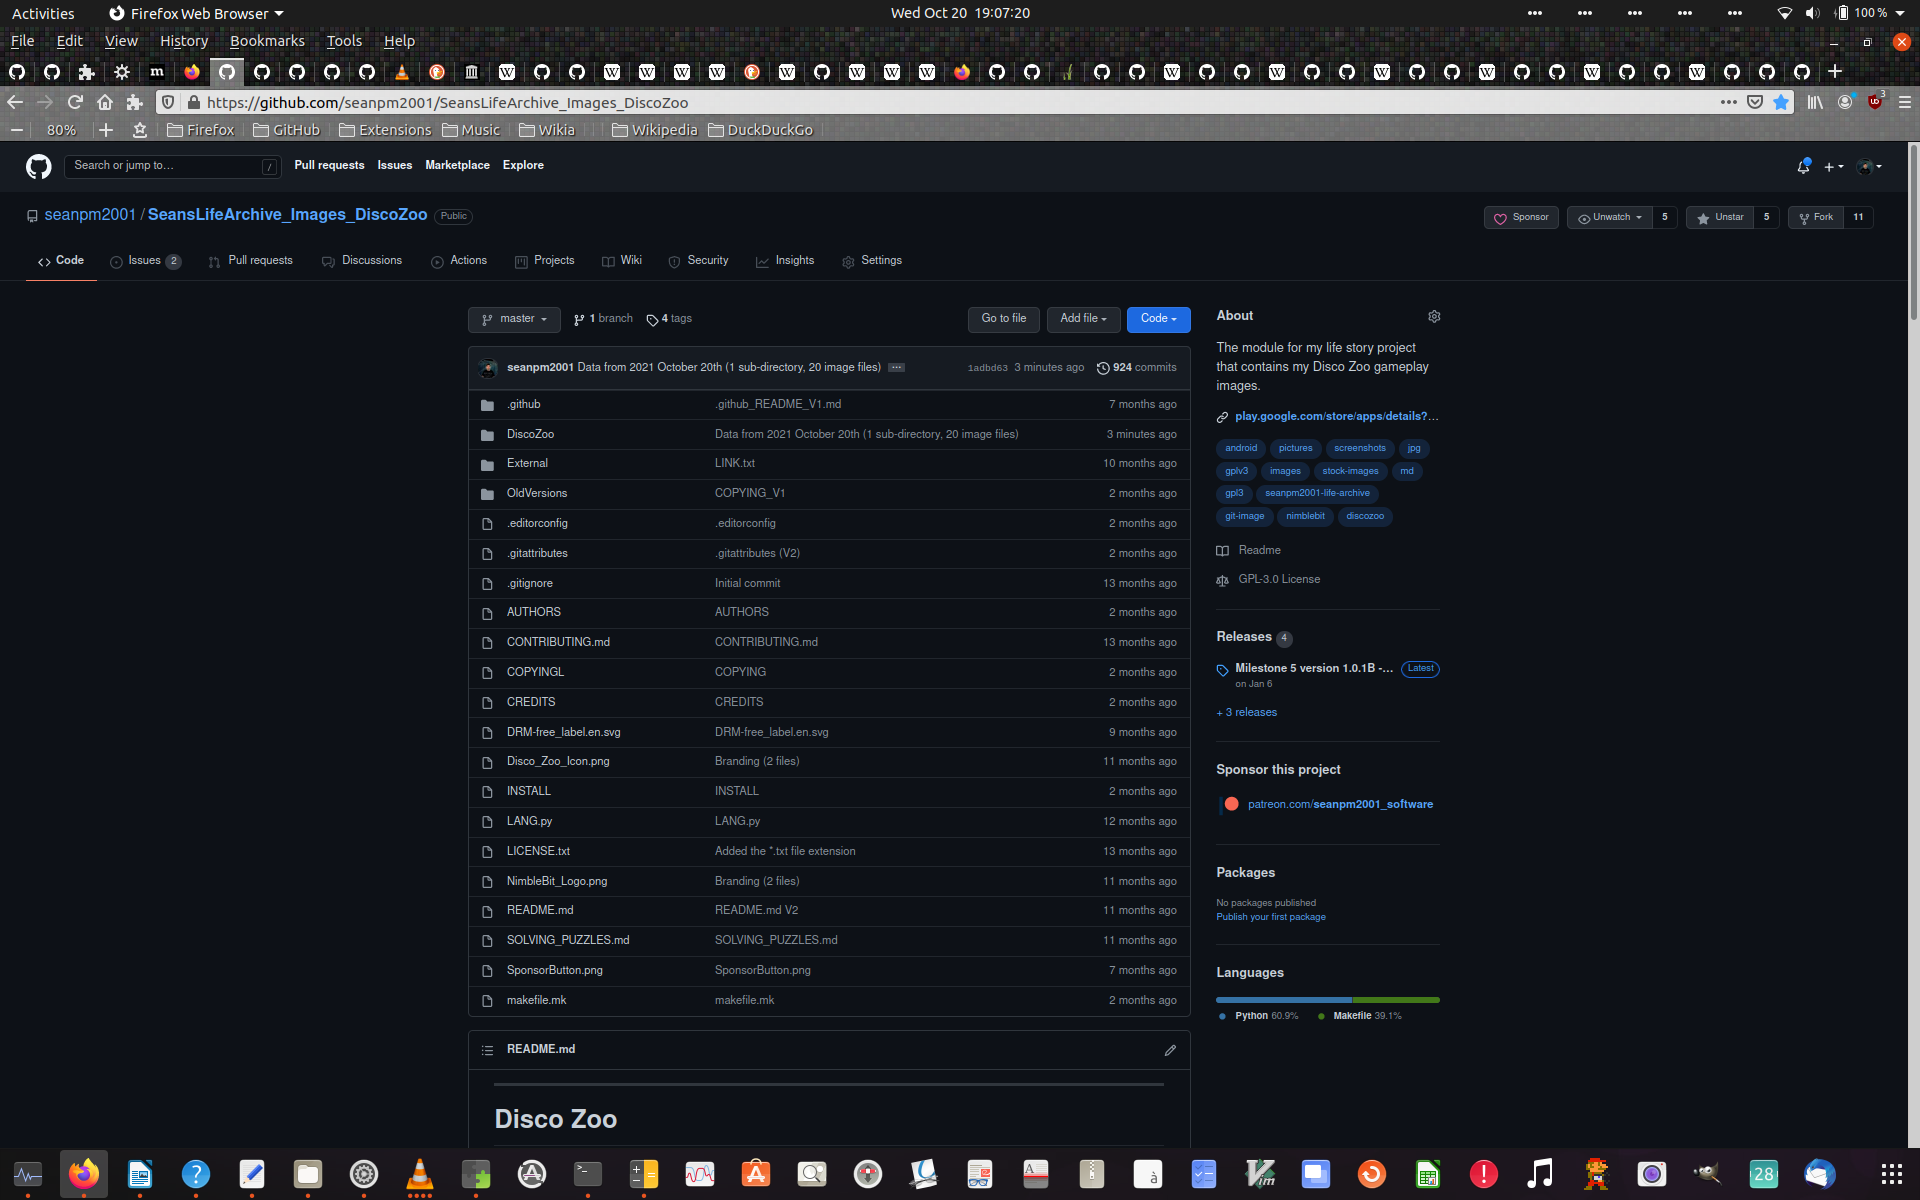 Activities Firefox Web Browser Wed Oct 20 19:07:20 100 %
File Edit View History Bookmarks Tools Help
https://github.com/seanpm2001/SeansLifeArchive_Images_DiscoZoo 3
80% Firefox GitHub Extensions Music Wikia Wikipedia DuckDuckGo
Search or jump to... / Pull requests Issues Marketplace Explore
seanpm2001 / SeansLifeArchive_Images_DiscoZoo Public Sponsor Unwatch 5 Unstar 5 Fork 11
Code Issues 2 Pull requests Discussions Actions Projects Wiki Security Insights Settings
master 1 branch 4 tags Go to file Add file Code
seanpm2001 Data from 2021 October 20th (1 sub-directory, 20 image files) ... 1adbd63 3 minutes ago 924 commits
.github .github_README_V1.md 7 months ago
DiscoZoo Data from 2021 October 20th (1 sub-directory, 20 image files) 3 minutes ago
External LINK.txt 10 months ago
OldVersions COPYING_V1 2 months ago
.editorconfig .editorconfig 2 months ago
.gitattributes .gitattributes (V2) 2 months ago
.gitignore Initial commit 13 months ago
AUTHORS AUTHORS 2 months ago
CONTRIBUTING.md CONTRIBUTING.md 13 months ago
COPYINGL COPYING 2 months ago
CREDITS CREDITS 2 months ago
DRM-free_label.en.svg DRM-free_label.en.svg 9 months ago
Disco_Zoo_Icon.png Branding (2 files) 11 months ago
INSTALL INSTALL 2 months ago
LANG.py LANG.py 12 months ago
LICENSE.txt Added the *.txt file extension 13 months ago
NimbleBit_Logo.png Branding (2 files) 11 months ago
README.md README.md V2 11 months ago
SOLVING_PUZZLES.md SOLVING_PUZZLES.md 11 months ago
SponsorButton.png SponsorButton.png 7 months ago
makefile.mk makefile.mk 2 months ago
README.md
Disco Zoo
About
The module for my life story project
that contains my Disco Zoo gameplay
images.
play.google.com/store/apps/details?...
android pictures screenshots jpg
gplv3 images stock-images md
gpl3 seanpm2001-life-archive
git-image nimblebit discozoo
Readme
GPL-3.0 License
Releases 4
Milestone 5 version 1.0.1B -... Latest
on Jan 6
+ 3 releases
Sponsor this project
patreon.com/seanpm2001_software
Packages
No packages published
Publish your first package
Languages
Python 60.9% Makefile 39.1%
28